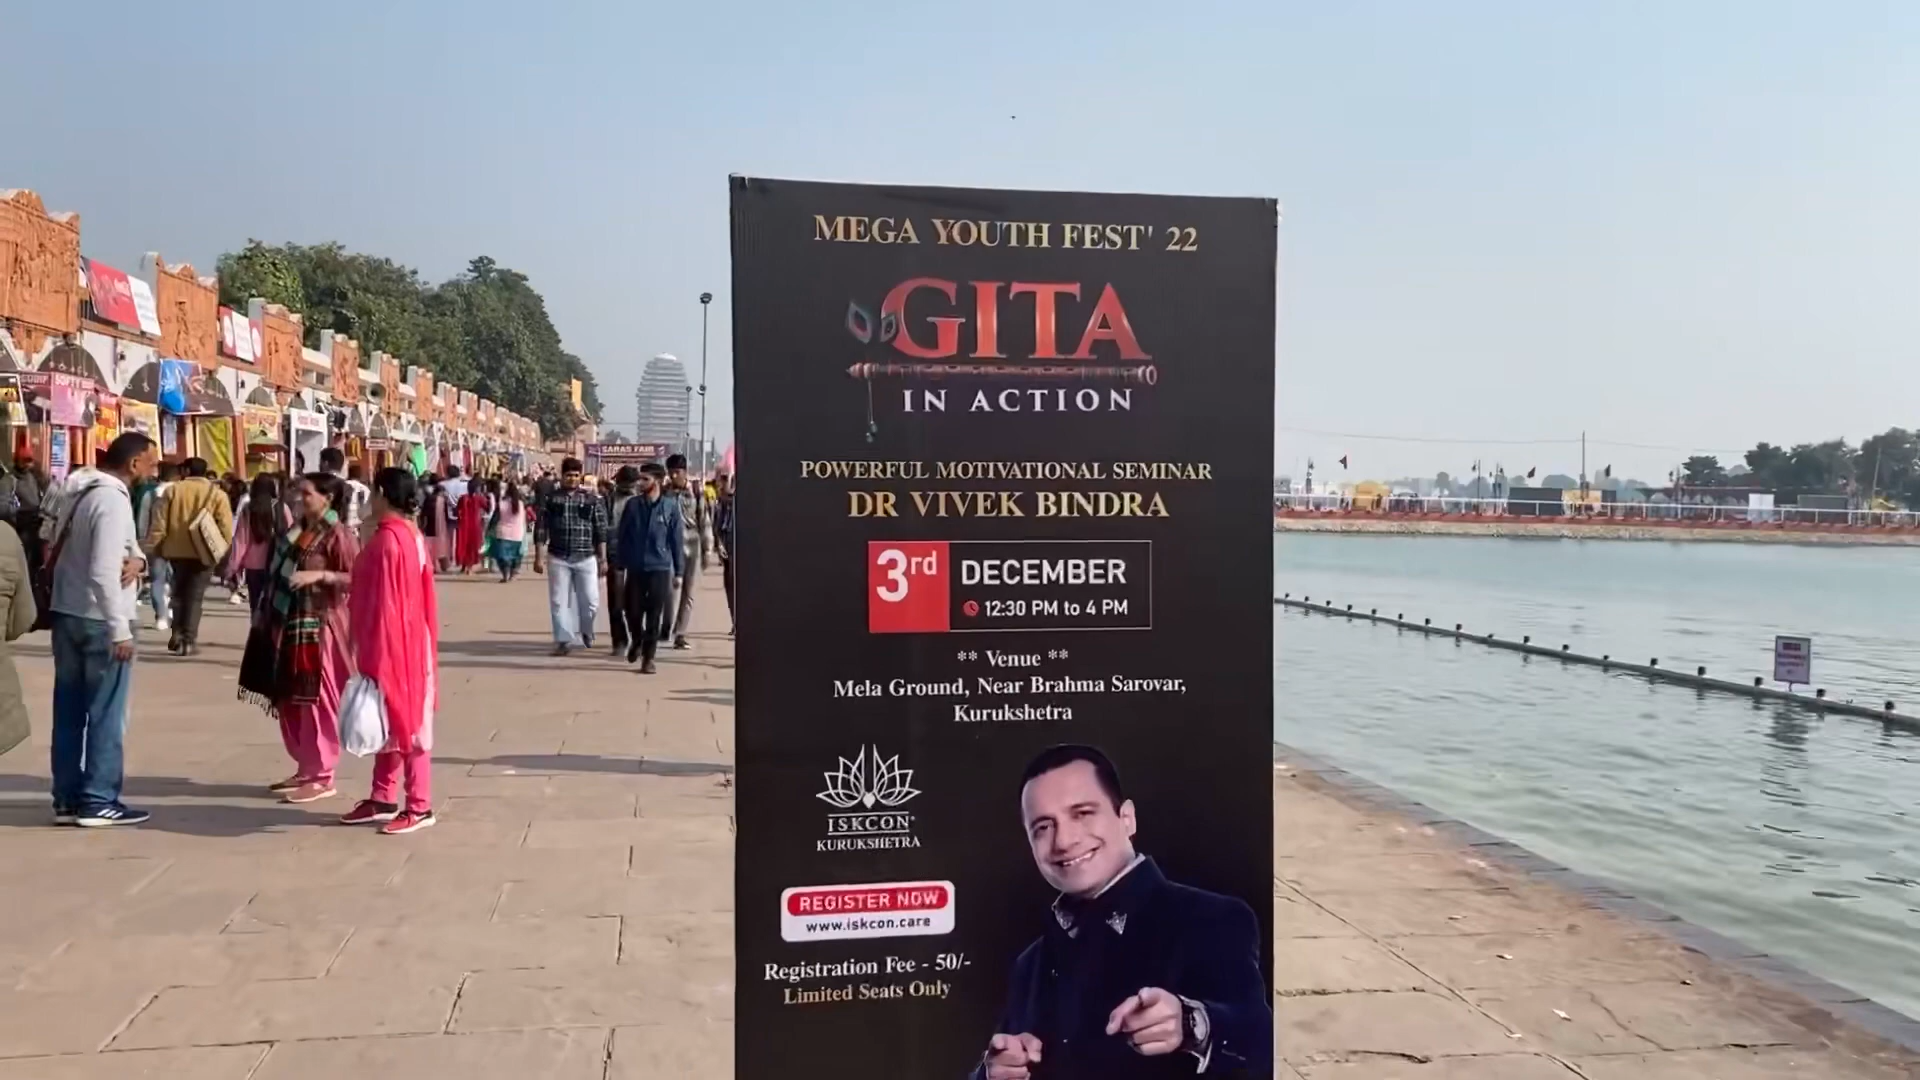 MEGA YOUTH FEST' 22
GITA
IN ACTION
POWERFUL MOTIVATIONAL SEMINAR
DR VIVEK BINDRA
3rd
DECEMBER
12:30 PM to 4 PM
** Venue **
Mela Ground, Near Brahma Sarovar,
Kurukshetra
ISKCON
KURUKSHETRA
REGISTER NOW
www.iskcon.care
Registration Fee - 50/-
Limited Seats Only
SARAS FAIR
SOFTY